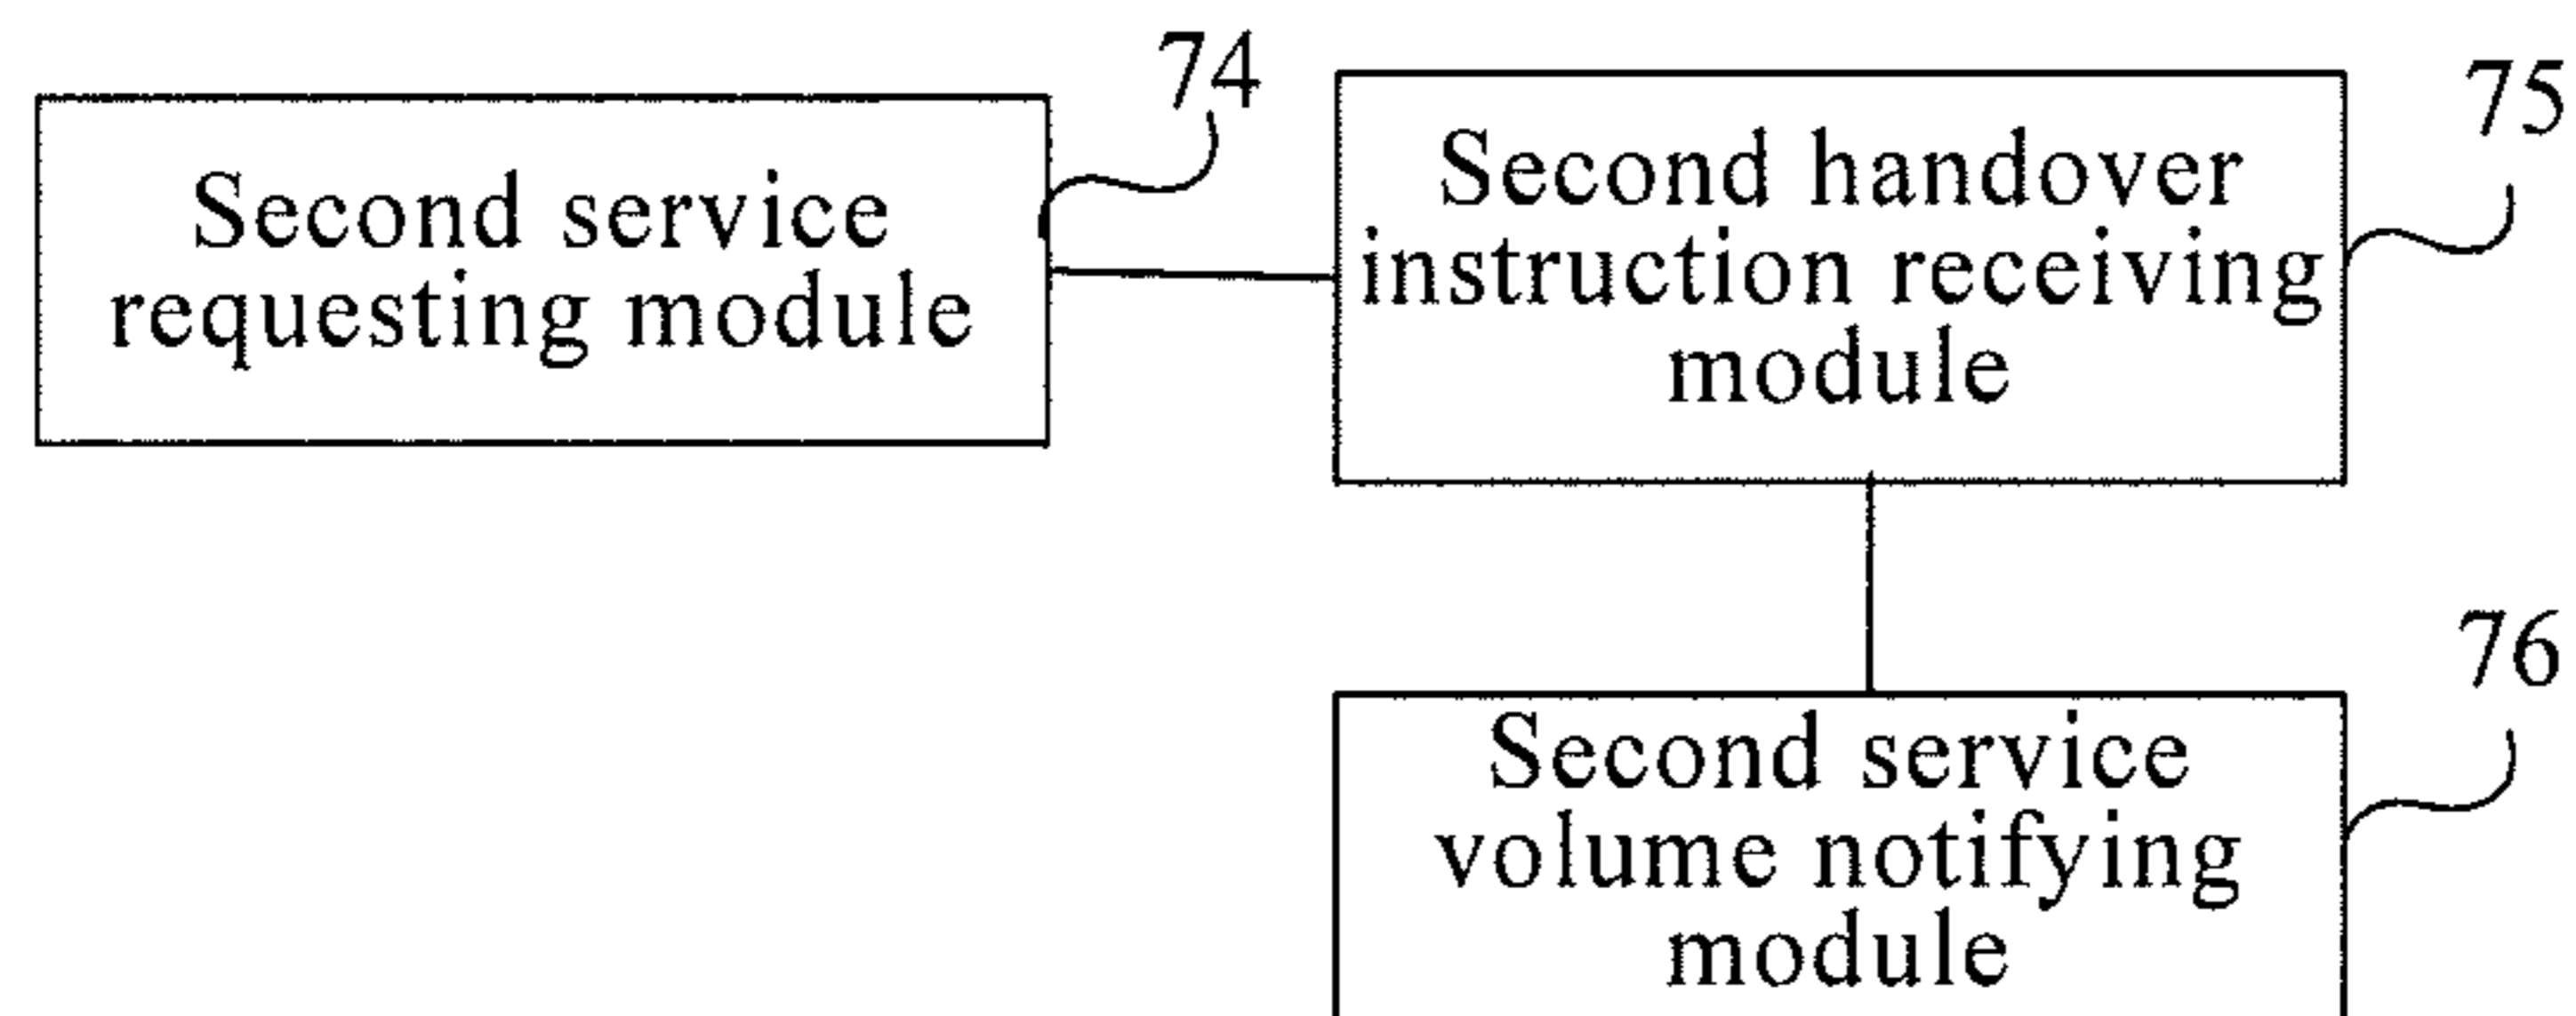 74
Second service
requesting module
75
Second handover
instruction receiving
module
76
Second service
volume notifying
module